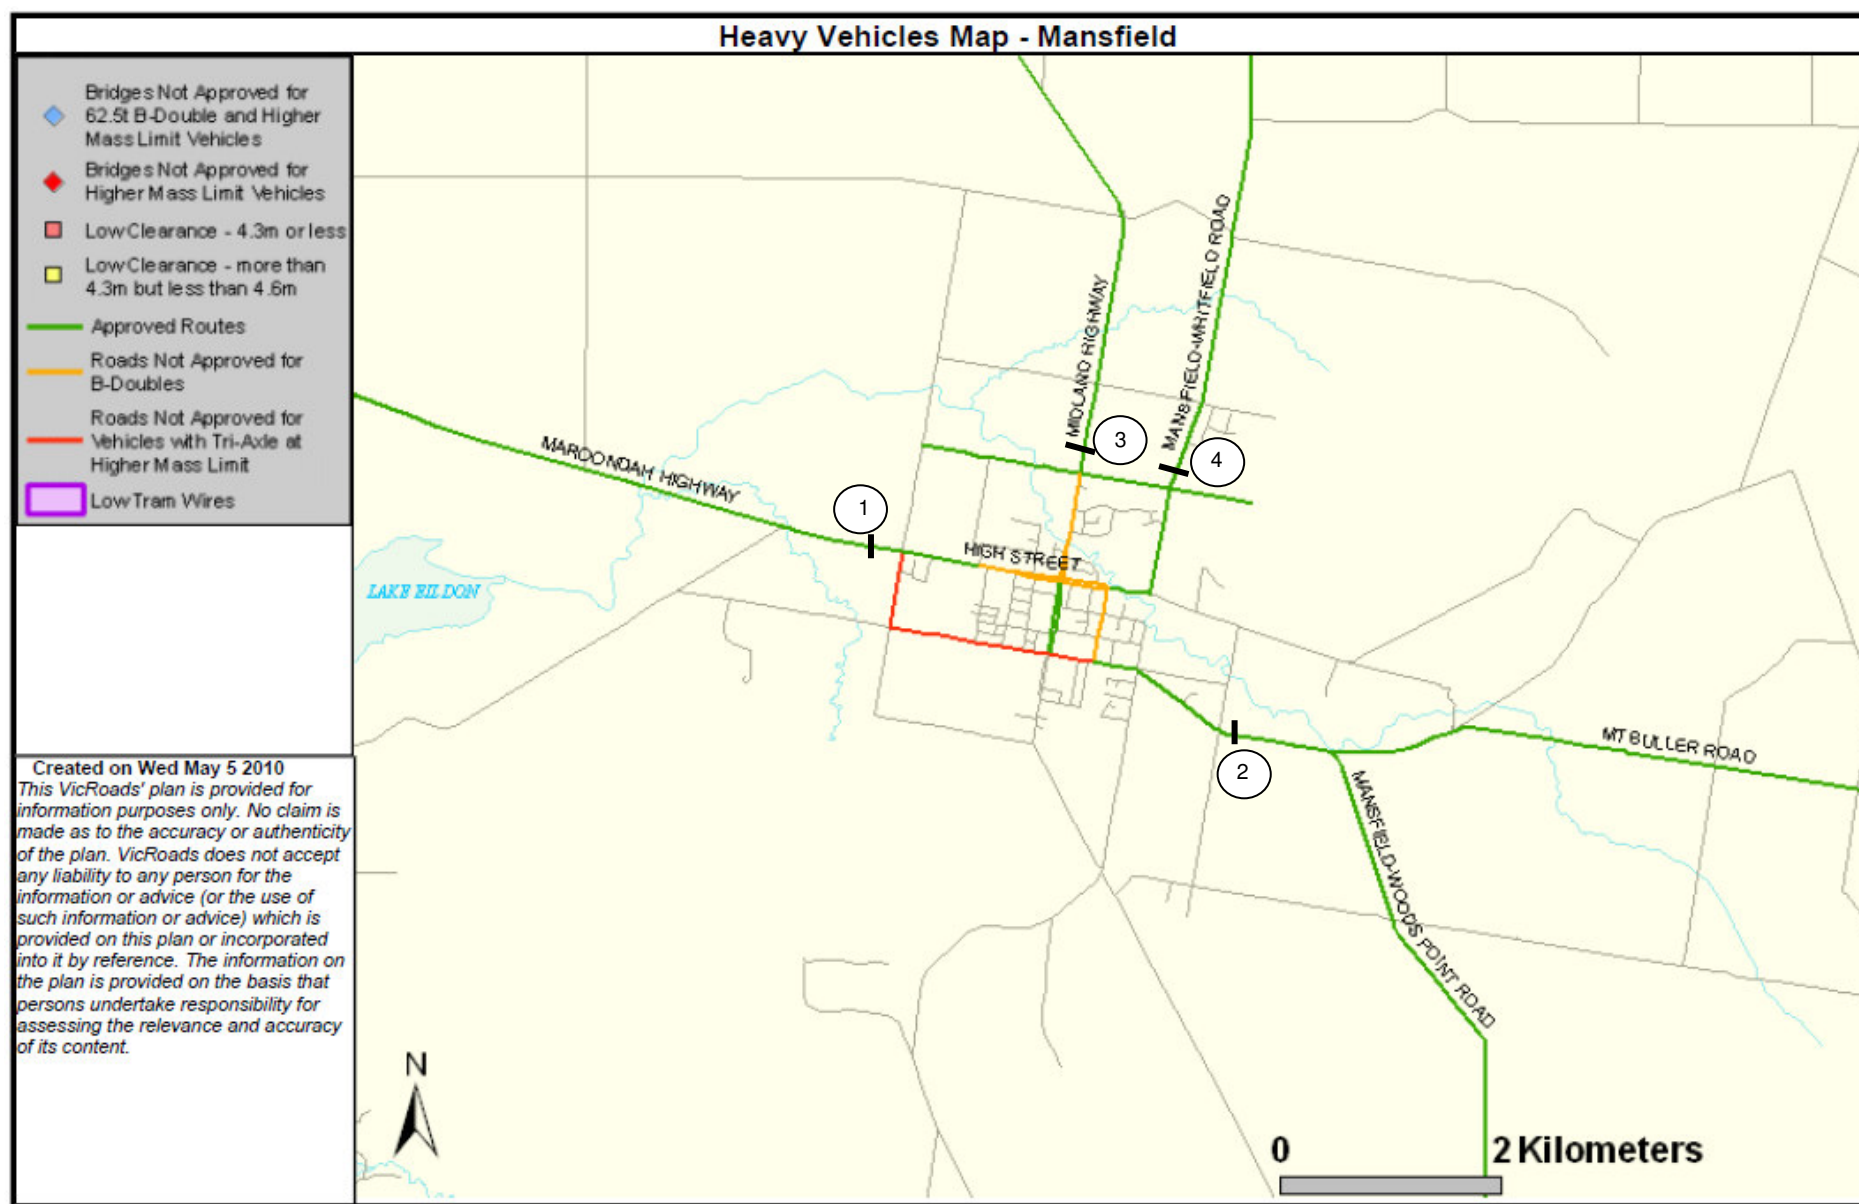 Heavy Vehicles Map - Mansfield
Bridges Not Approved for
62.5t B-Double and Higher
Mass Limit Vehicles
Bridges Not Approved for
Higher Mass Limit Vehicles
Low Clearance - 4.3m or less
Low Clearance - more than
4.3m but less than 4.6m
Approved Routes
Roads Not Approved for
B-Doubles
Roads Not Approved for
Vehicles with Tri-Axle at
Higher Mass Limit
Low Tram Wires
Created on Wed May 5 2010
This VicRoads' plan is provided for
information purposes only. No claim is
made as to the accuracy or authenticity
of the plan. VicRoads does not accept
any liability to any person for the
information or advice (or the use of
such information or advice) which is
provided on this plan or incorporated
into it by reference. The information on
the plan is provided on the basis that
persons undertake responsibility for
assessing the relevance and accuracy
of its content.
MIDLAND HIGHWAY
MANSFIELD-WHITFIELD ROAD
3
4
MAROONDAH HIGHWAY
1
HIGH STREET
LAKE EILDON
2
MT BULLER ROAD
MANSFIELD-WOODS POINT ROAD
N
0 2 Kilometers